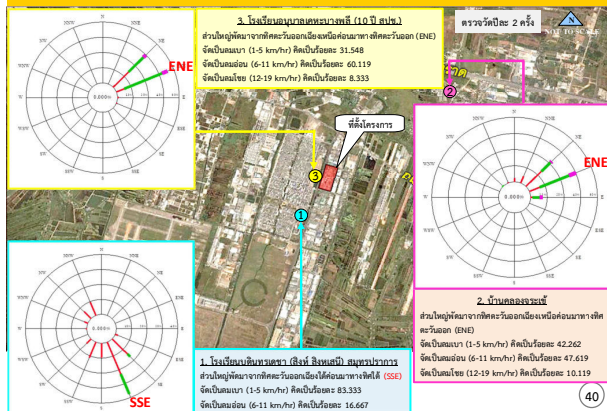 3. โรงเรียนอนุบาลเคหะบางพลี (10 ปี สปช.)
ส่วนใหญ่พัดมาจากทิศตะวันออกเฉียงเหนือค่อนมาทางทิศตะวันออก (ENE)
จัดเป็นลมเบา (1-5 km/hr) คิดเป็นร้อยละ 31.548
จัดเป็นลมอ่อน (6-11 km/hr) คิดเป็นร้อยละ 60.119
จัดเป็นลมโชย (12-19 km/hr) คิดเป็นร้อยละ 8.333
ตรวจวัดปีละ 2 ครั้ง
N
NOT TO SCALE
ENE
0.000%
ที่ตั้งโครงการ
2
3
1
ENE
0.000%
SSE
0.000%
2. บ้านคลองจระเข้
ส่วนใหญ่พัดมาจากทิศตะวันออกเฉียงเหนือค่อนมาทางทิศ
ตะวันออก (ENE)
จัดเป็นลมเบา (1-5 km/hr) คิดเป็นร้อยละ 42.262
จัดเป็นลมอ่อน (6-11 km/hr) คิดเป็นร้อยละ 47.619
จัดเป็นลมโชย (12-19 km/hr) คิดเป็นร้อยละ 10.119
1. โรงเรียนบดินทรเดชา (สิงห์ สิงหเสนี) สมุทรปราการ
ส่วนใหญ่พัดมาจากทิศตะวันออกเฉียงใต้ค่อนมาทางทิศใต้ (SSE)
จัดเป็นลมเบา (1-5 km/hr) คิดเป็นร้อยละ 83.333
จัดเป็นลมอ่อน (6-11 km/hr) คิดเป็นร้อยละ 16.667
40